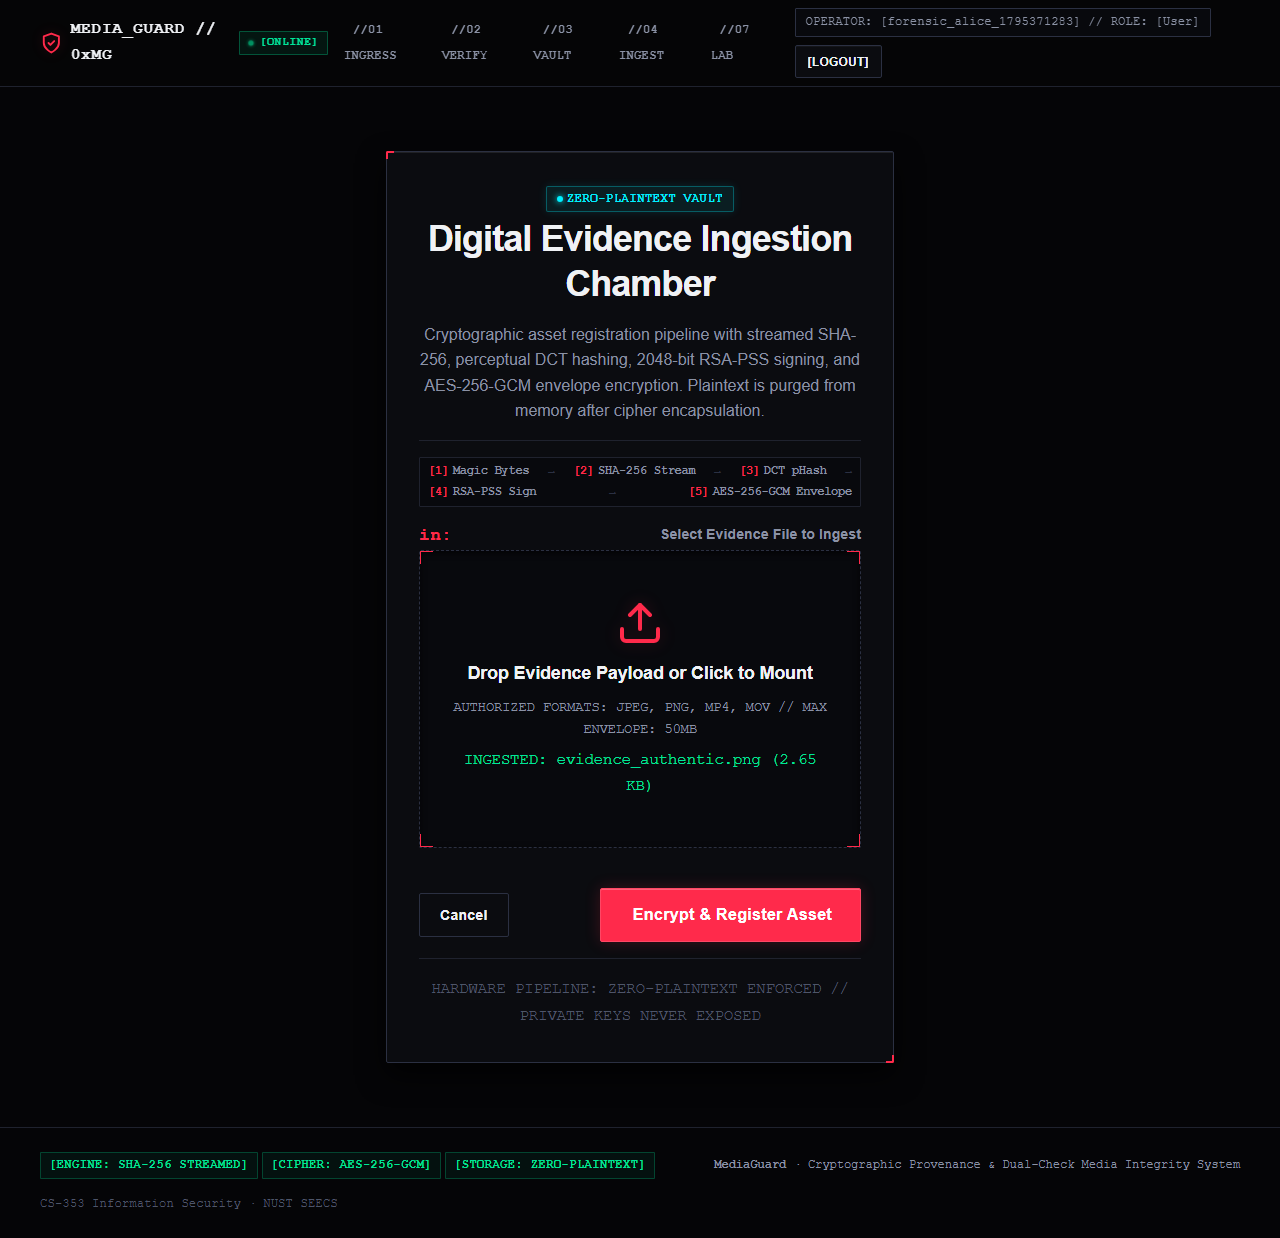 MEDIA_GUARD //
0xMG
[ONLINE]
//01
INGRESS
//02
VERIFY
//03
VAULT
//04
INGEST
//07
LAB
OPERATOR: [forensic_alice_1795371283] // ROLE: [User]
[LOGOUT]
ZERO-PLAINTEXT VAULT
Digital Evidence Ingestion
Chamber
Cryptographic asset registration pipeline with streamed SHA-
256, perceptual DCT hashing, 2048-bit RSA-PSS signing, and
AES-256-GCM envelope encryption. Plaintext is purged from
memory after cipher encapsulation.
[1] Magic Bytes → [2] SHA-256 Stream → [3] DCT pHash →
[4] RSA-PSS Sign → [5] AES-256-GCM Envelope
in:
Select Evidence File to Ingest
Drop Evidence Payload or Click to Mount
AUTHORIZED FORMATS: JPEG, PNG, MP4, MOV // MAX
ENVELOPE: 50MB
INGESTED: evidence_authentic.png (2.65
KB)
Cancel
Encrypt & Register Asset
HARDWARE PIPELINE: ZERO-PLAINTEXT ENFORCED //
PRIVATE KEYS NEVER EXPOSED
[ENGINE: SHA-256 STREAMED]
[CIPHER: AES-256-GCM]
[STORAGE: ZERO-PLAINTEXT]
MediaGuard · Cryptographic Provenance & Dual-Check Media Integrity System
CS-353 Information Security · NUST SEECS